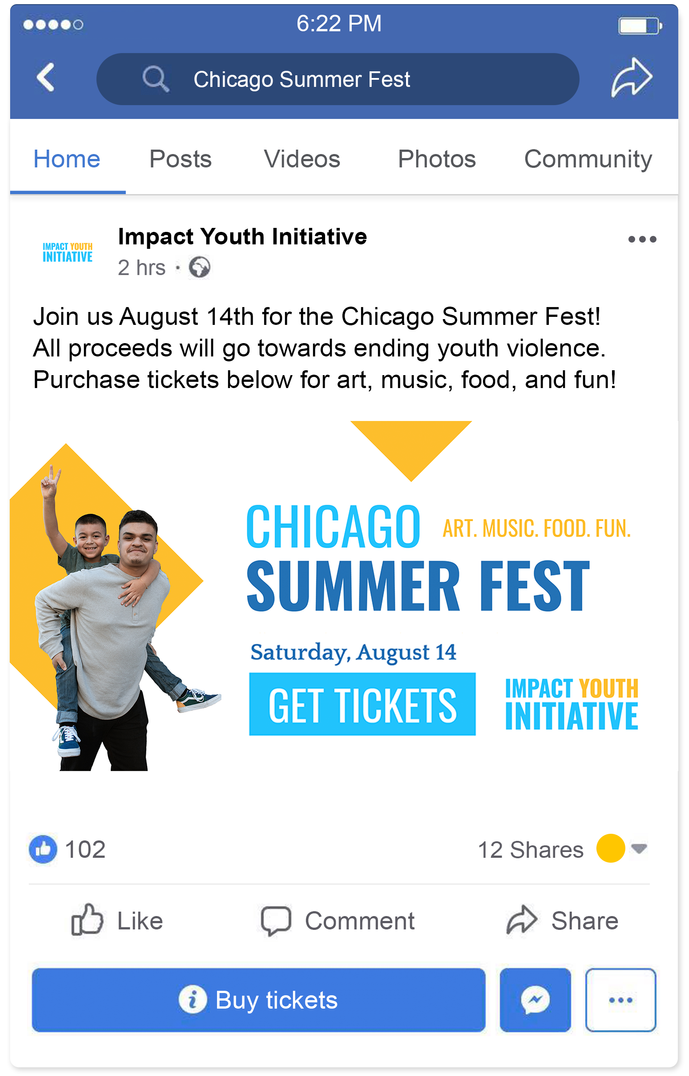 6:22 PM
Chicago Summer Fest
Home Posts Videos Photos Community
IMPACT YOUTH
INITIATIVE
Impact Youth Initiative
2 hrs ·
Join us August 14th for the Chicago Summer Fest!
All proceeds will go towards ending youth violence.
Purchase tickets below for art, music, food, and fun!
CHICAGO ART. MUSIC. FOOD. FUN.
SUMMER FEST
Saturday, August 14
GET TICKETS
IMPACT YOUTH
INITIATIVE
102 12 Shares
Like Comment Share
Buy tickets